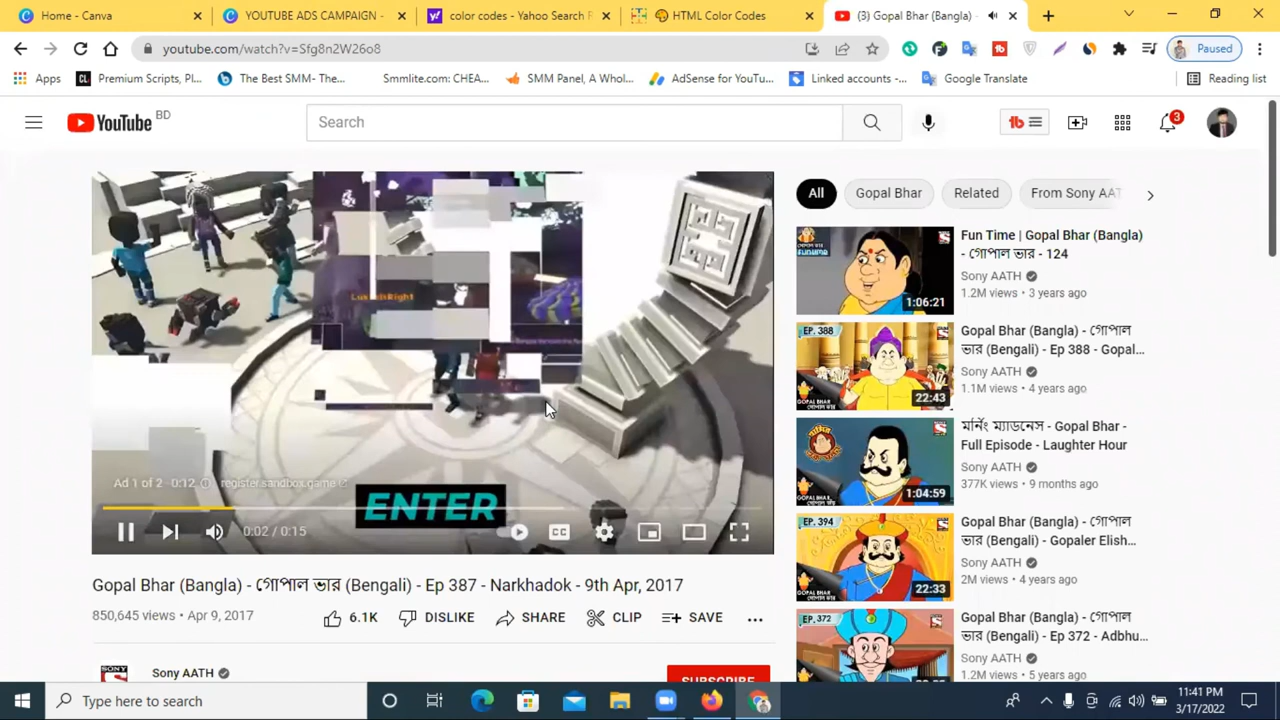 Home - Canva
YOUTUBE ADS CAMPAIGN -
color codes - Yahoo Search R
HTML Color Codes
(3) Gopal Bhar (Bangla) -
youtube.com/watch?v=Sfg8n2W26o8
Paused
Apps
Premium Scripts, Pl...
The Best SMM- The...
Smmlite.com: CHEA...
SMM Panel, A Whol...
AdSense for YouTu...
Linked accounts -...
Google Translate
Reading list
YouTube BD
Search
3
All
Gopal Bhar
Related
From Sony AAT
Fun Time | Gopal Bhar (Bangla)
- গোপাল ভার - 124
Sony AATH
1.2M views • 3 years ago
1:06:21
EP. 388
Gopal Bhar (Bangla) - গোপাল
ভার (Bengali) - Ep 388 - Gopal...
Sony AATH
1.1M views • 4 years ago
22:43
মর্নিং ম্যাডনেস - Gopal Bhar -
Full Episode - Laughter Hour
Sony AATH
377K views • 9 months ago
1:04:59
EP. 394
Gopal Bhar (Bangla) - গোপাল
ভার (Bengali) - Gopaler Elish...
Sony AATH
2M views • 4 years ago
22:33
EP. 372
Gopal Bhar (Bangla) - গোপাল
ভার (Bengali) - Ep 372 - Adbhu...
Sony AATH
1.2M views • 5 years ago
Ad 1 of 2 · 0:12
register.sandbox.game
ENTER
0:02 / 0:15
CC
Gopal Bhar (Bangla) - গোপাল ভার (Bengali) - Ep 387 - Narkhadok - 9th Apr, 2017
850,645 views • Apr 9, 2017
6.1K
DISLIKE
SHARE
CLIP
SAVE
SONY
Sony AATH
SUBSCRIBE
Type here to search
11:41 PM
3/17/2022